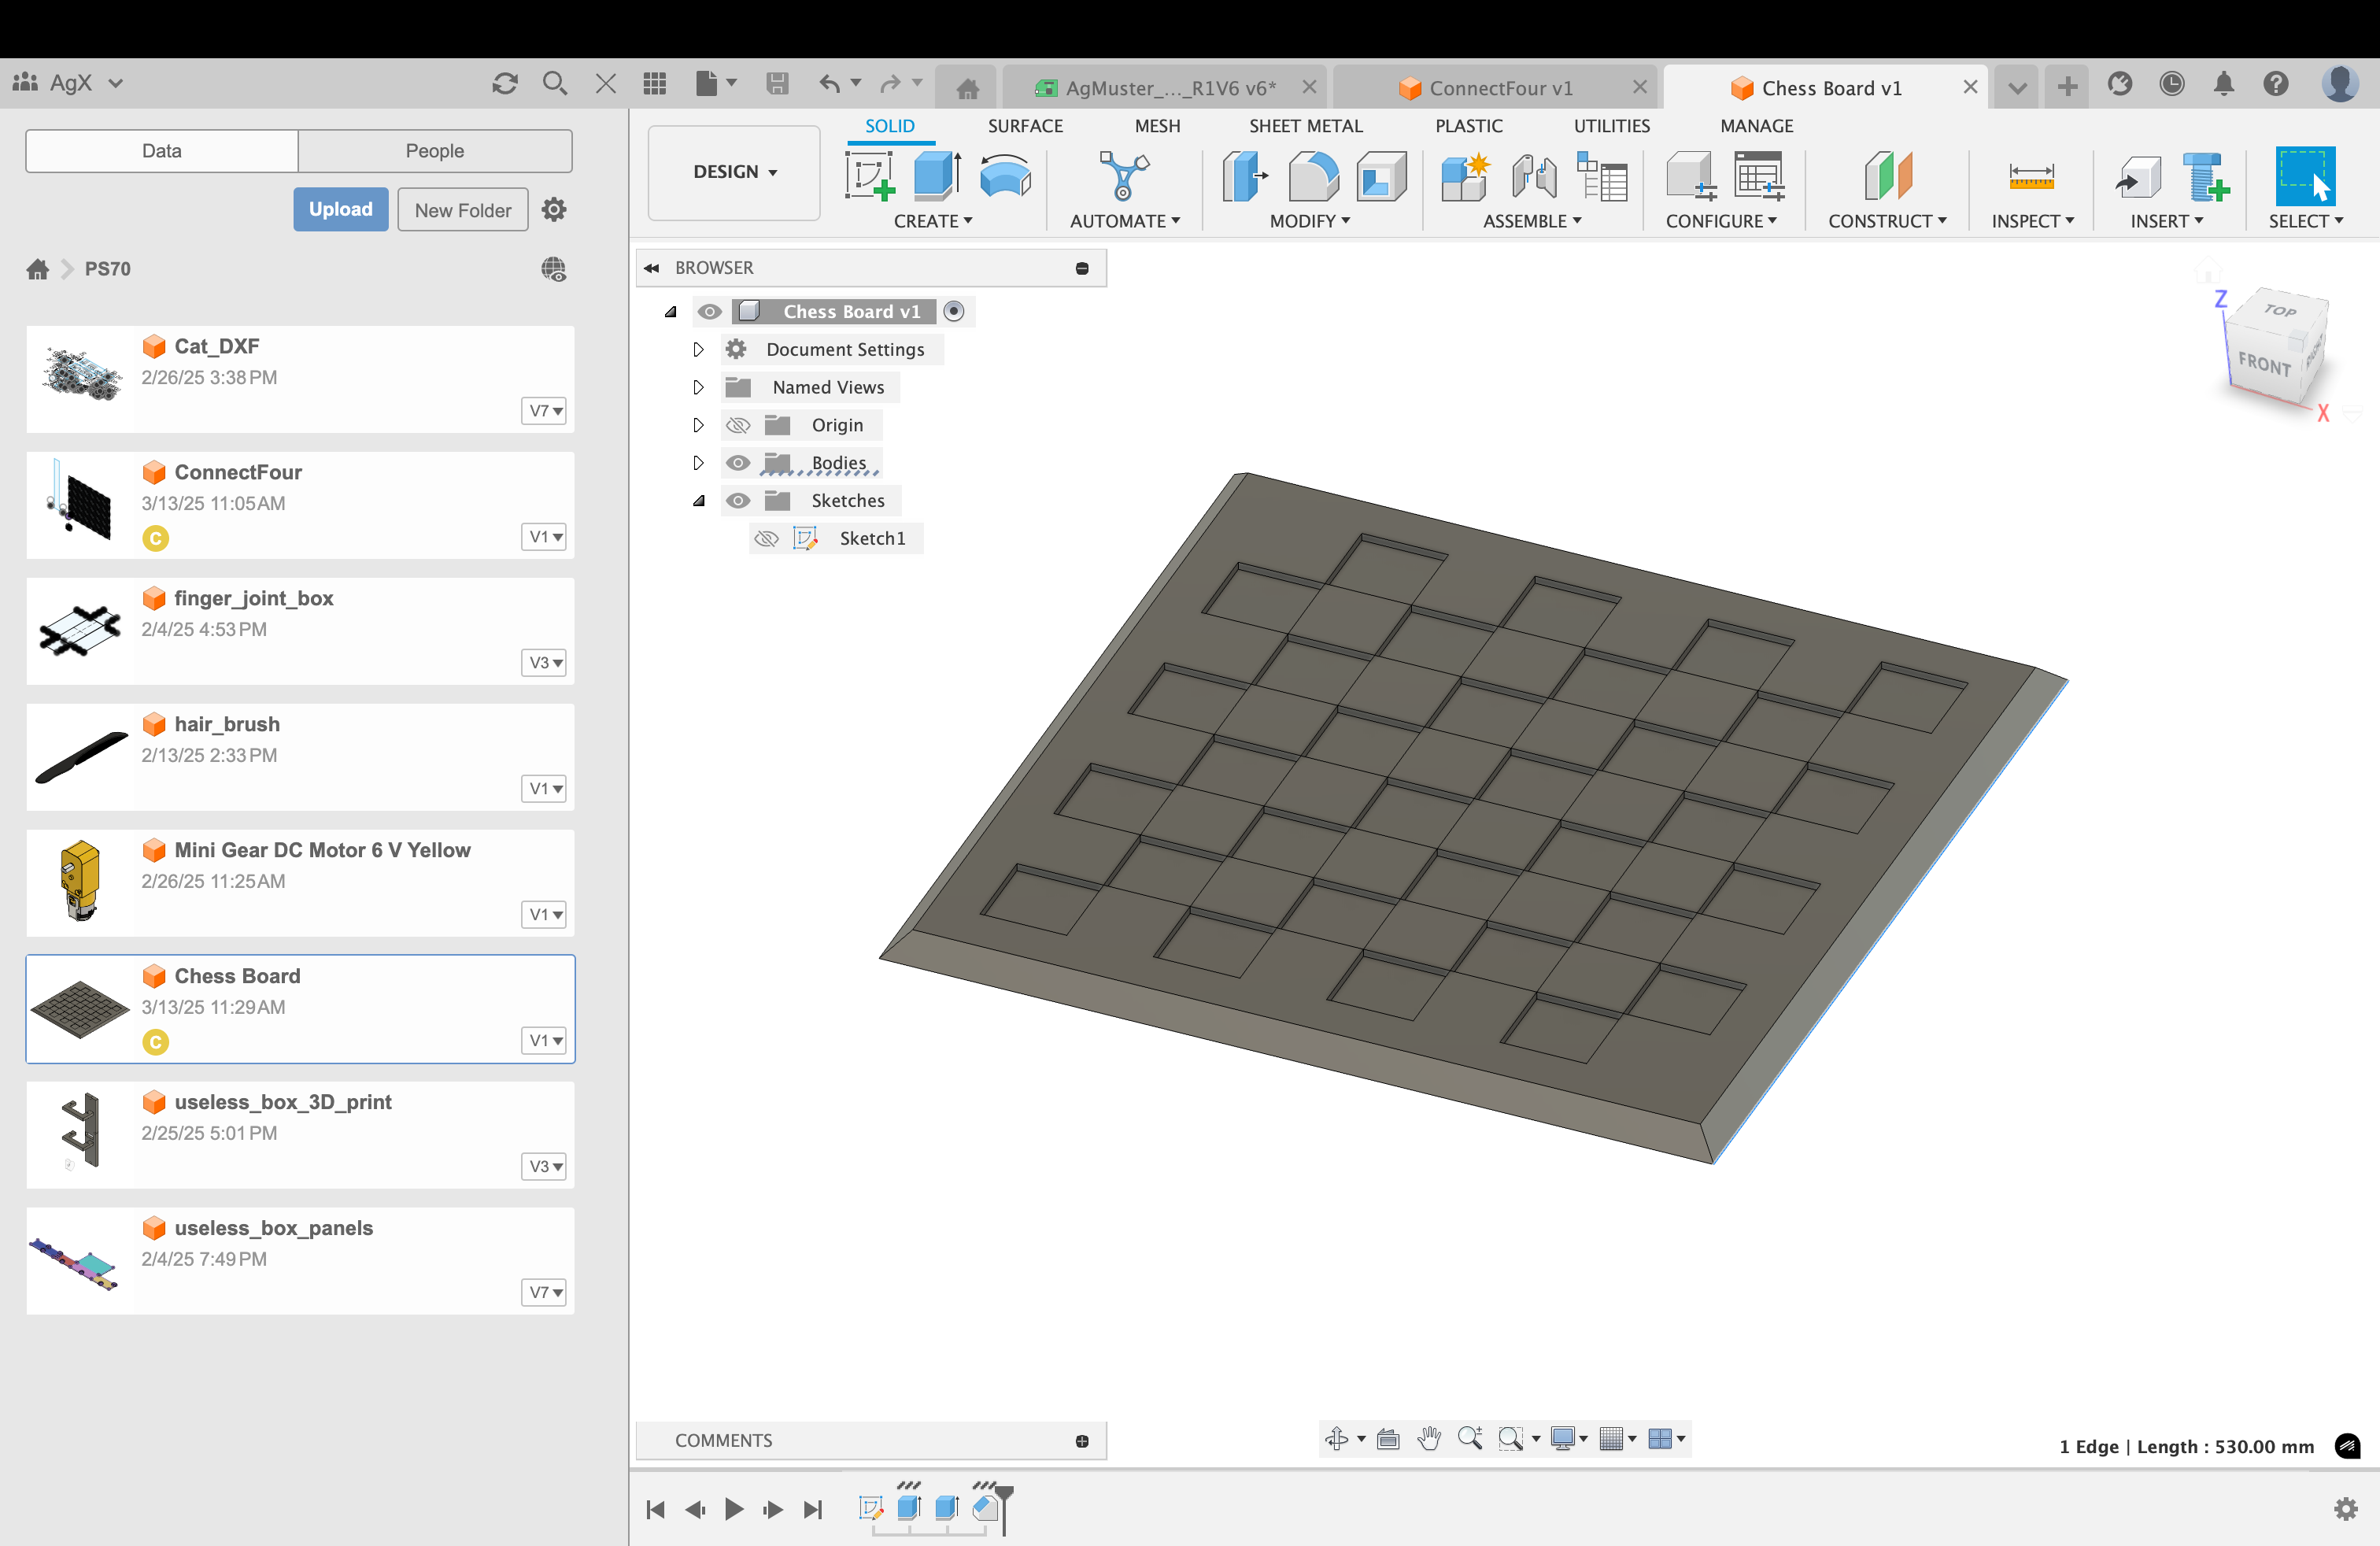 AgX
AgMuster_..._R1V6 v6*
ConnectFour v1
Chess Board v1
Data
People
Upload
New Folder
PS70
Cat_DXF
2/26/25 3:38 PM
V7
ConnectFour
3/13/25 11:05 AM
C
V1
finger_joint_box
2/4/25 4:53 PM
V3
hair_brush
2/13/25 2:33 PM
V1
Mini Gear DC Motor 6 V Yellow
2/26/25 11:25 AM
V1
Chess Board
3/13/25 11:29 AM
C
V1
useless_box_3D_print
2/25/25 5:01 PM
V3
useless_box_panels
2/4/25 7:49 PM
V7
DESIGN
SOLID
SURFACE
MESH
SHEET METAL
PLASTIC
UTILITIES
MANAGE
CREATE
AUTOMATE
MODIFY
ASSEMBLE
CONFIGURE
CONSTRUCT
INSPECT
INSERT
SELECT
BROWSER
Chess Board v1
Document Settings
Named Views
Origin
Bodies
Sketches
Sketch1
Z
TOP
FRONT
RIGHT
X
COMMENTS
1 Edge | Length : 530.00 mm